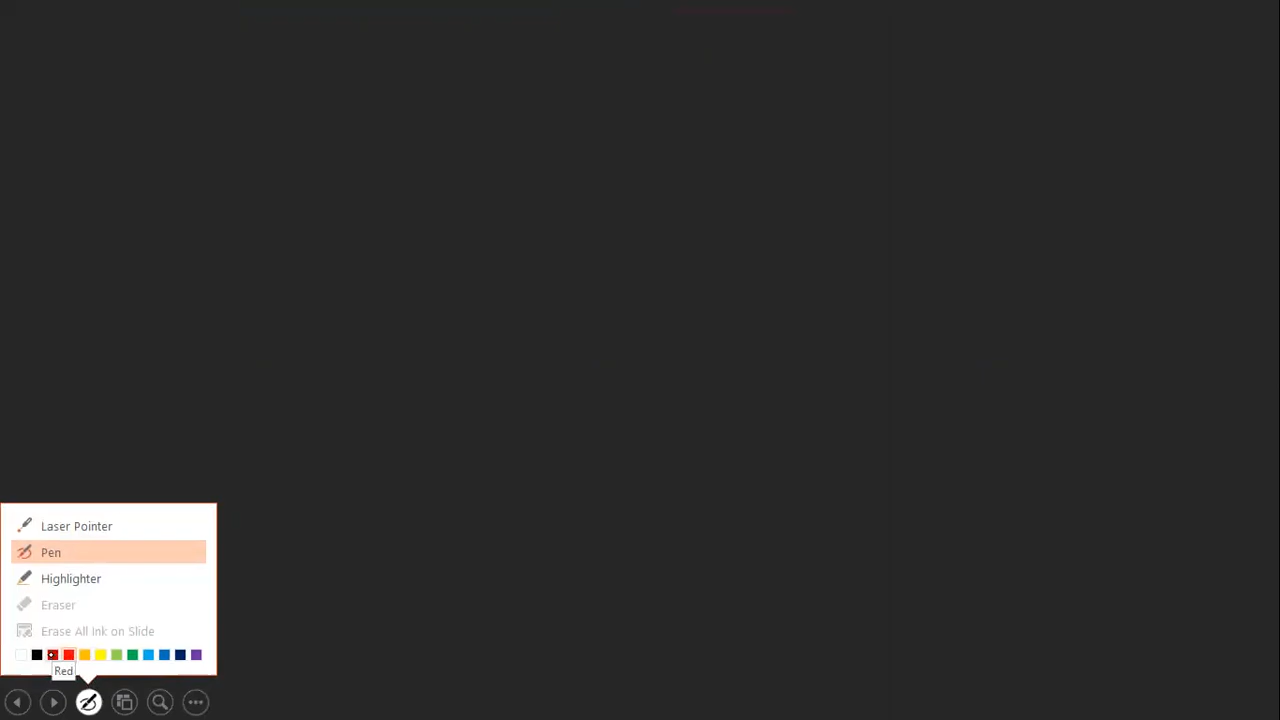 Laser Pointer
Pen
Highlighter
Eraser
Erase All Ink on Slide
Red